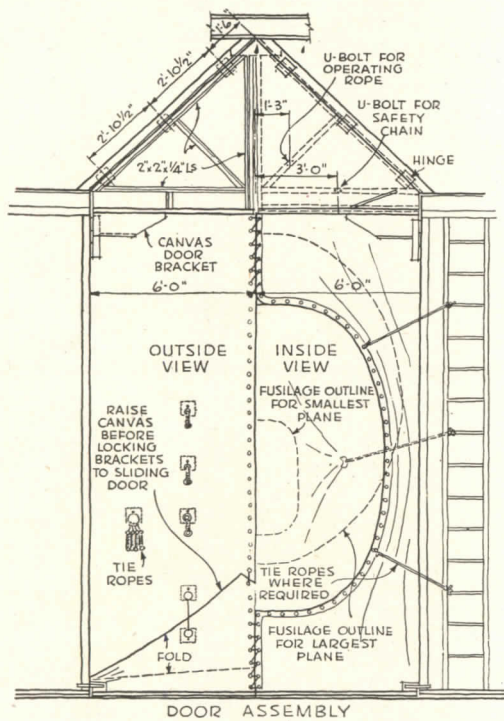 1'-6"
2'-10½"
2'-10½"
U-BOLT FOR
OPERATING
ROPE
1'-3"
U-BOLT FOR
SAFETY
CHAIN
HINGE
2"x2"x¼" Ls
3'-0"
CANVAS
DOOR
BRACKET
6'-0"
6'-0"
OUTSIDE
VIEW
INSIDE
VIEW
FUSILAGE OUTLINE
FOR SMALLEST
PLANE
RAISE
CANVAS
BEFORE
LOCKING
BRACKETS
TO SLIDING
DOOR
TIE
ROPES
TIE ROPES
WHERE
REQUIRED
FUSILAGE OUTLINE
FOR LARGEST
PLANE
FOLD
DOOR ASSEMBLY